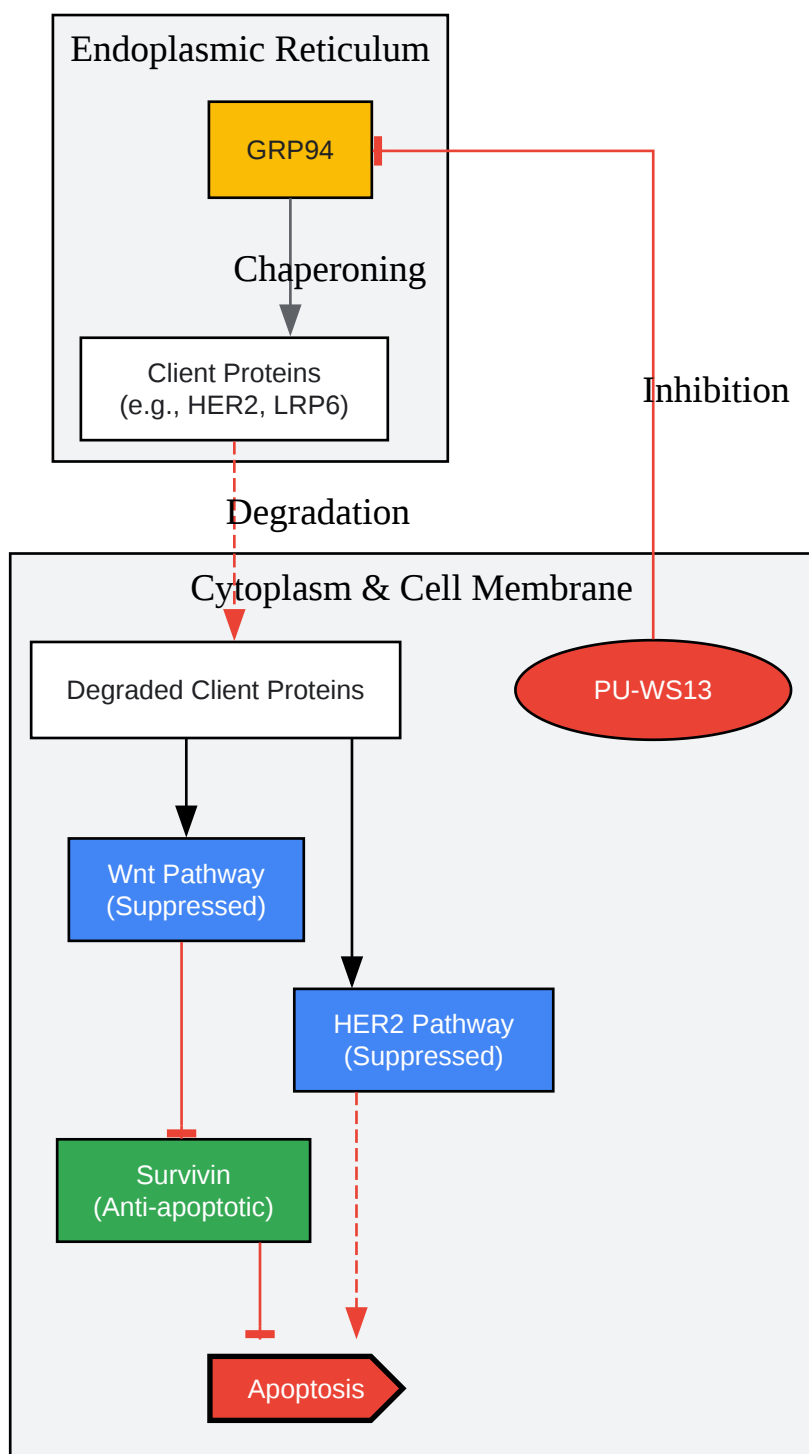 Endoplasmic Reticulum
GRP94
Chaperoning
Client Proteins
(e.g., HER2, LRP6)
Inhibition
Degradation
Cytoplasm & Cell Membrane
Degraded Client Proteins
PU-WS13
Wnt Pathway
(Suppressed)
HER2 Pathway
(Suppressed)
Survivin
(Anti-apoptotic)
Apoptosis